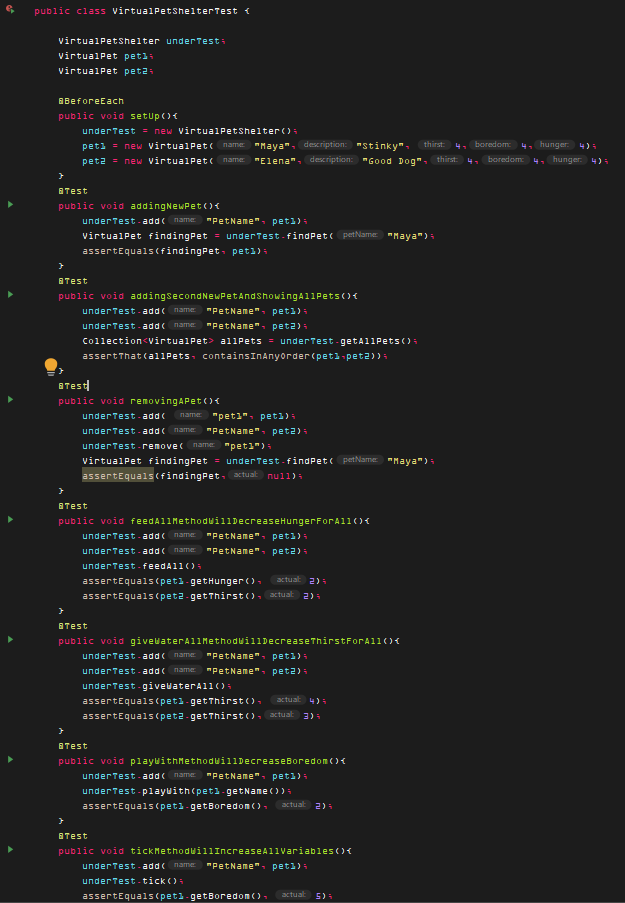 public class VirtualPetShelterTest {
VirtualPetShelter underTest;
VirtualPet pet1;
VirtualPet pet2;
@BeforeEach
public void setUp(){
underTest = new VirtualPetShelter();
pet1 = new VirtualPet( name: "Maya", description: "Stinky", thirst: 4, boredom: 4, hunger: 4);
pet2 = new VirtualPet( name: "Elena", description: "Good Dog", thirst: 4, boredom: 4, hunger: 4);
}
@Test
public void addingNewPet(){
underTest.add( name: "PetName", pet1);
VirtualPet findingPet = underTest.findPet( petName: "Maya");
assertEquals(findingPet, pet1);
}
@Test
public void addingSecondNewPetAndShowingAllPets(){
underTest.add( name: "PetName", pet1);
underTest.add( name: "PetName", pet2);
Collection<VirtualPet> allPets = underTest.getAllPets();
assertThat(allPets, containsInAnyOrder(pet1,pet2));
}
@Test
public void removingAPet(){
underTest.add( name: "pet1", pet1);
underTest.add( name: "PetName", pet2);
underTest.remove( name: "pet1");
VirtualPet findingPet = underTest.findPet( petName: "Maya");
assertEquals(findingPet, actual: null);
}
@Test
public void feedAllMethodWillDecreaseHungerForAll(){
underTest.add( name: "PetName", pet1);
underTest.add( name: "PetName", pet2);
underTest.feedAll();
assertEquals(pet1.getHunger(), actual: 2);
assertEquals(pet2.getThirst(), actual: 2);
}
@Test
public void giveWaterAllMethodWillDecreaseThirstForAll(){
underTest.add( name: "PetName", pet1);
underTest.add( name: "PetName", pet2);
underTest.giveWaterAll();
assertEquals(pet1.getThirst(), actual: 4);
assertEquals(pet2.getThirst(), actual: 3);
}
@Test
public void playWithMethodWillDecreaseBoredom(){
underTest.add( name: "PetName", pet1);
underTest.playWith(pet1.getName());
assertEquals(pet1.getBoredom(), actual: 2);
}
@Test
public void tickMethodWillIncreaseAllVariables(){
underTest.add( name: "PetName", pet1);
underTest.tick();
assertEquals(pet1.getBoredom(), actual: 5);